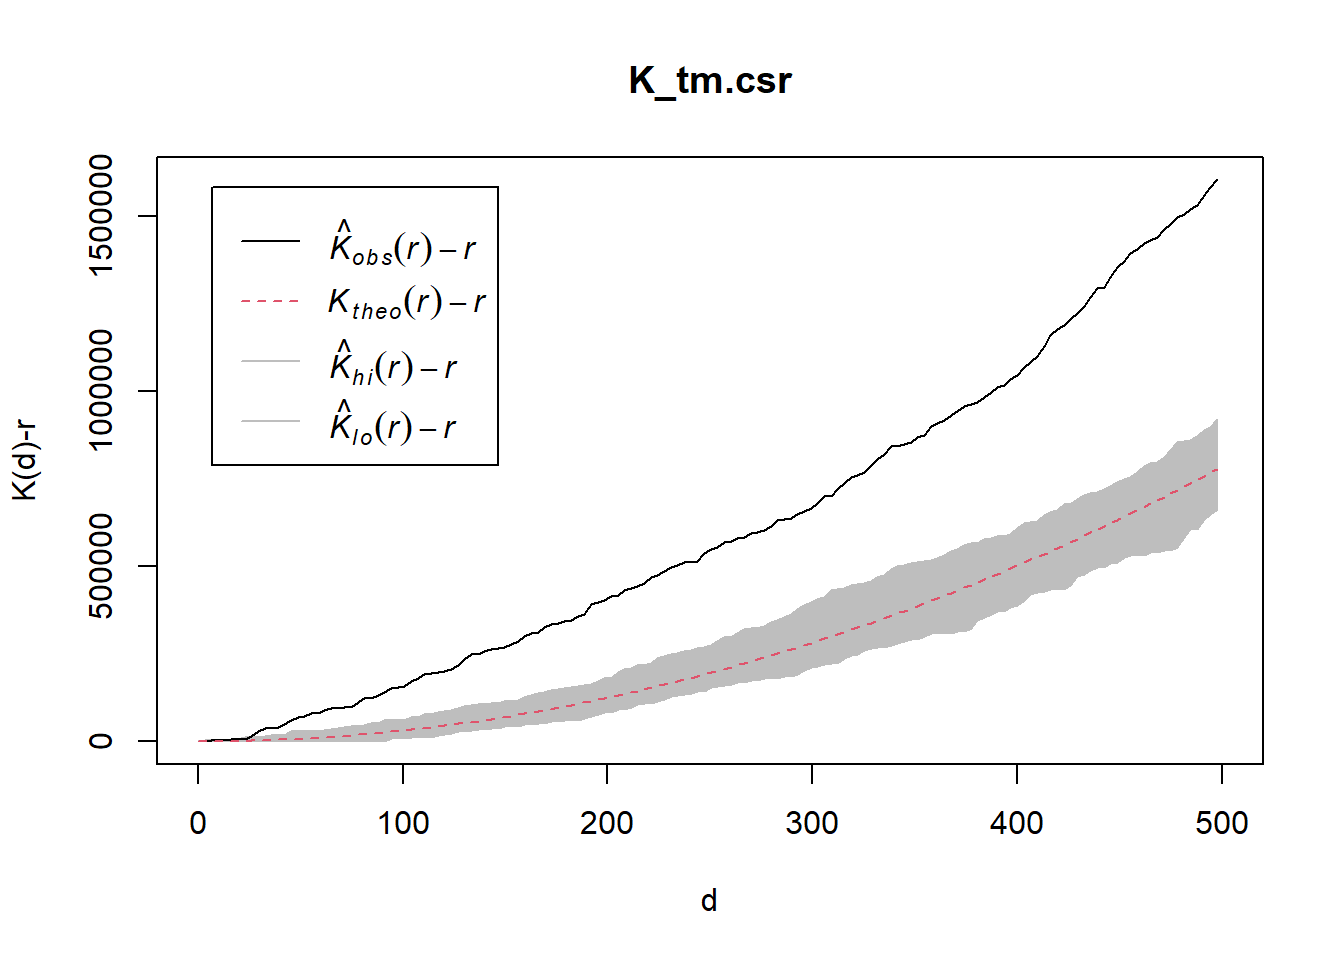 K_tm.csr
K̂obs(r) − r
Ktheo(r) − r
K̂hi(r) − r
K̂lo(r) − r
K(d)-r
1500000
1000000
500000
0
0 100 200 300 400 500
d